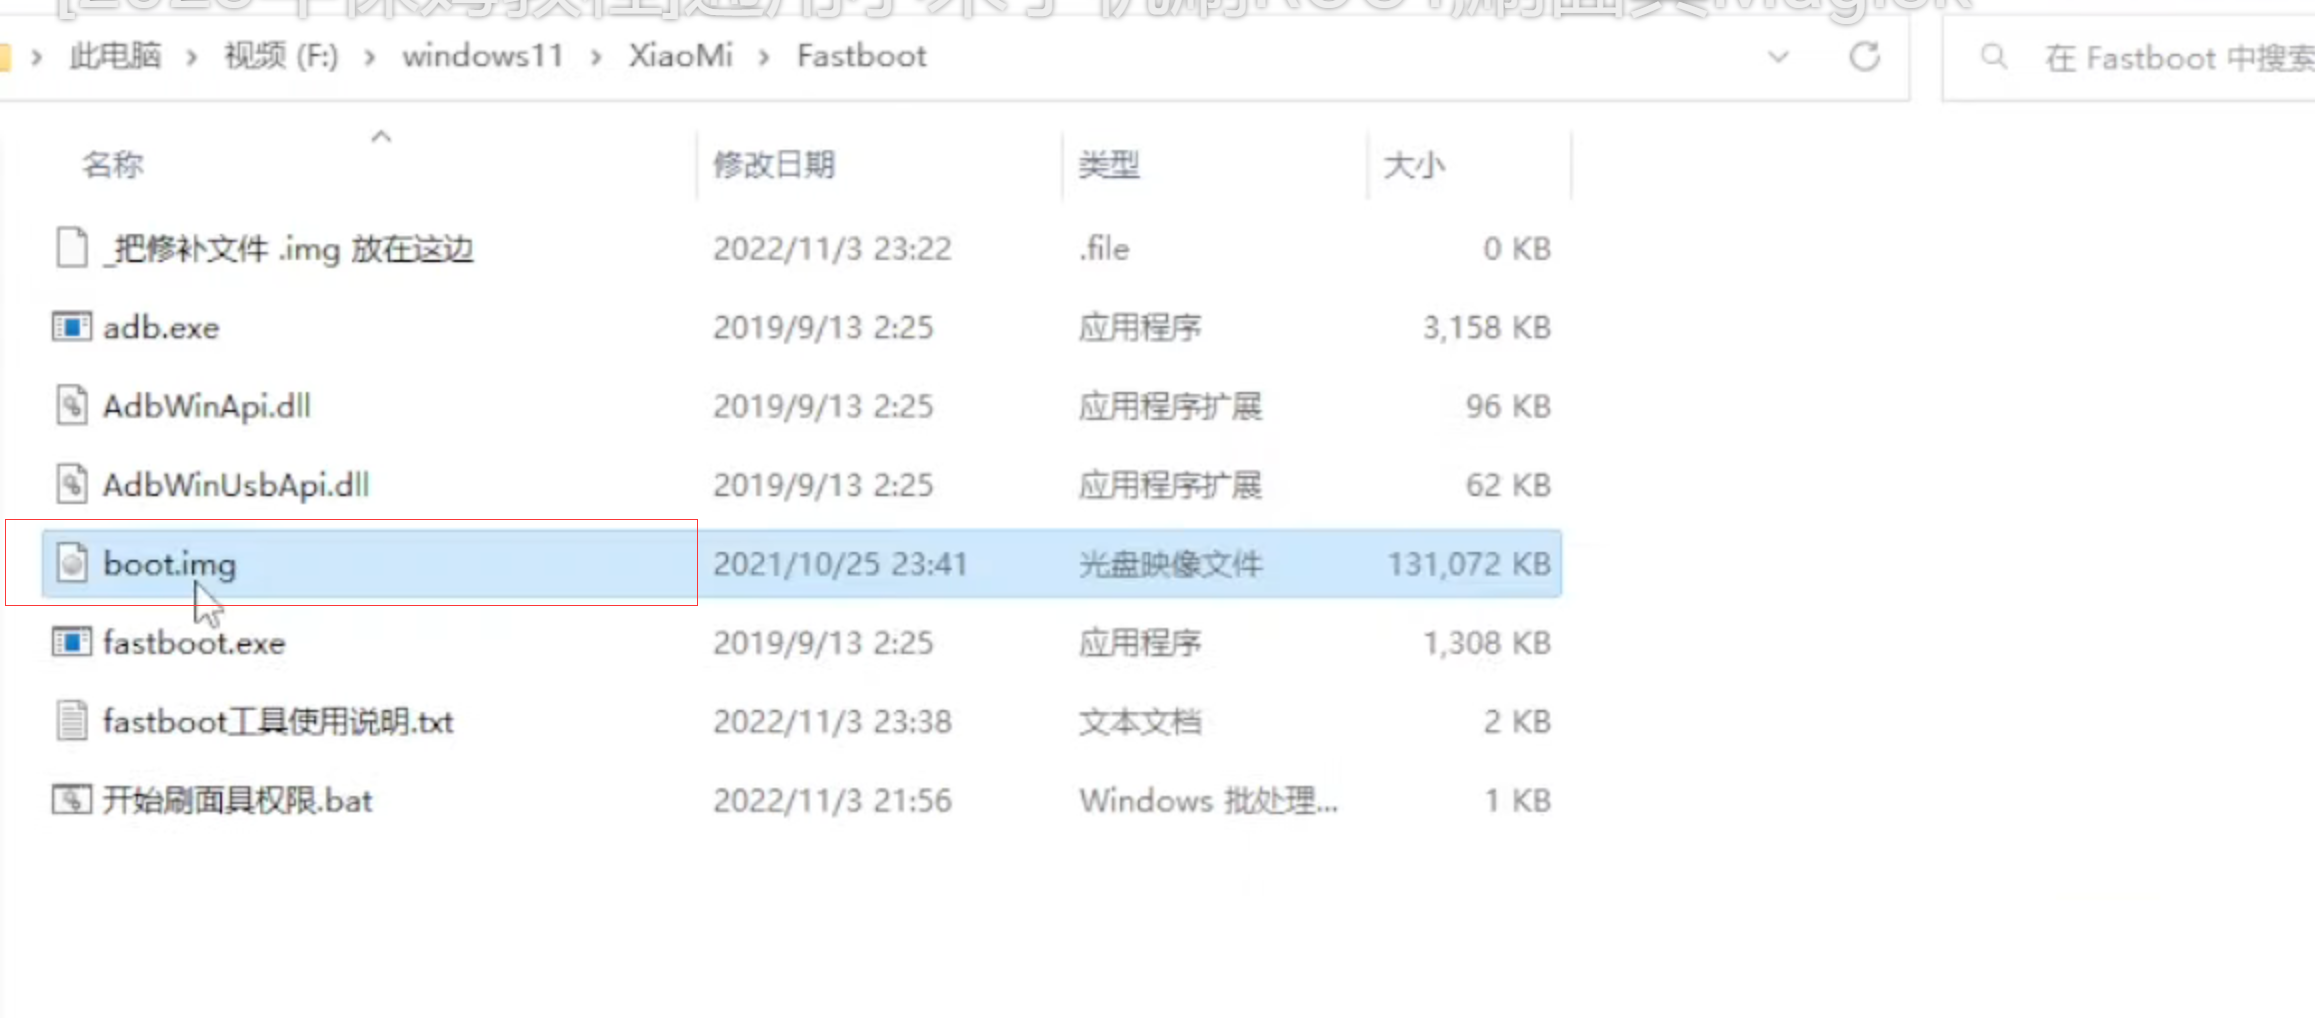 此电脑 > 视频 (F:) > windows11 > XiaoMi > Fastboot 在 Fastboot 中搜索
名称 修改日期 类型 大小
_把修补文件 .img 放在这边 2022/11/3 23:22 .file 0 KB
adb.exe 2019/9/13 2:25 应用程序 3,158 KB
AdbWinApi.dll 2019/9/13 2:25 应用程序扩展 96 KB
AdbWinUsbApi.dll 2019/9/13 2:25 应用程序扩展 62 KB
boot.img 2021/10/25 23:41 光盘映像文件 131,072 KB
fastboot.exe 2019/9/13 2:25 应用程序 1,308 KB
fastboot工具使用说明.txt 2022/11/3 23:38 文本文档 2 KB
开始刷面具权限.bat 2022/11/3 21:56 Windows 批处理... 1 KB